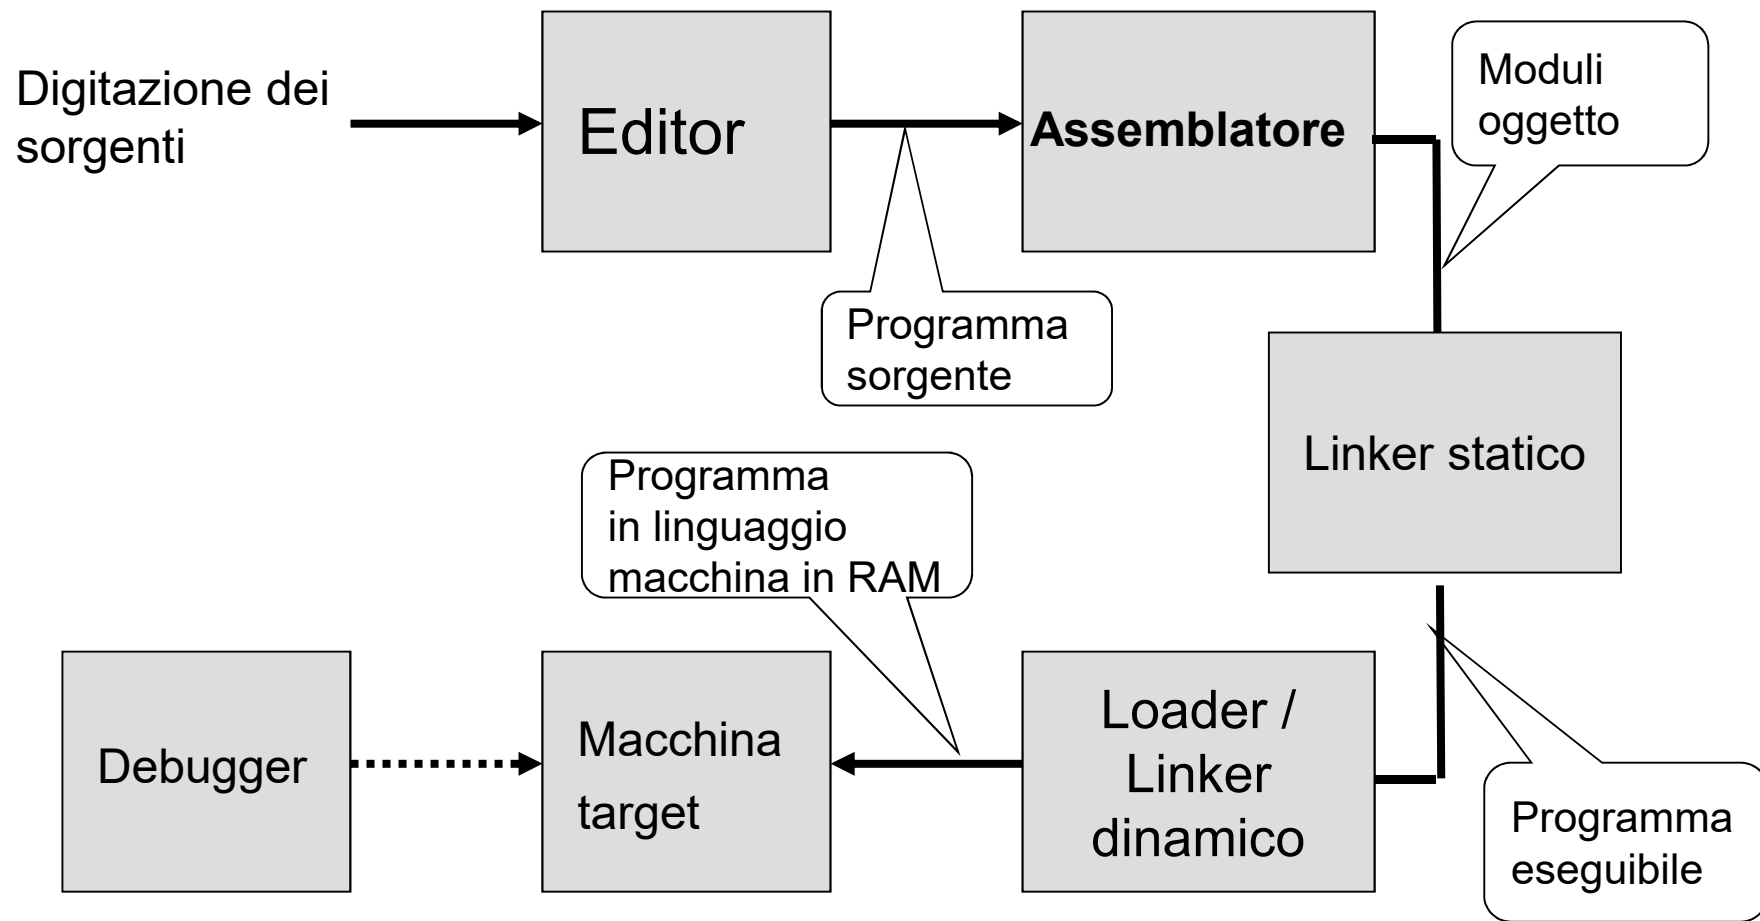 Digitazione dei
sorgenti
Editor
Assemblatore
Moduli
oggetto
Programma
sorgente
Linker statico
Programma
in linguaggio
macchina in RAM
Debugger
Macchina
target
Loader /
Linker
dinamico
Programma
eseguibile